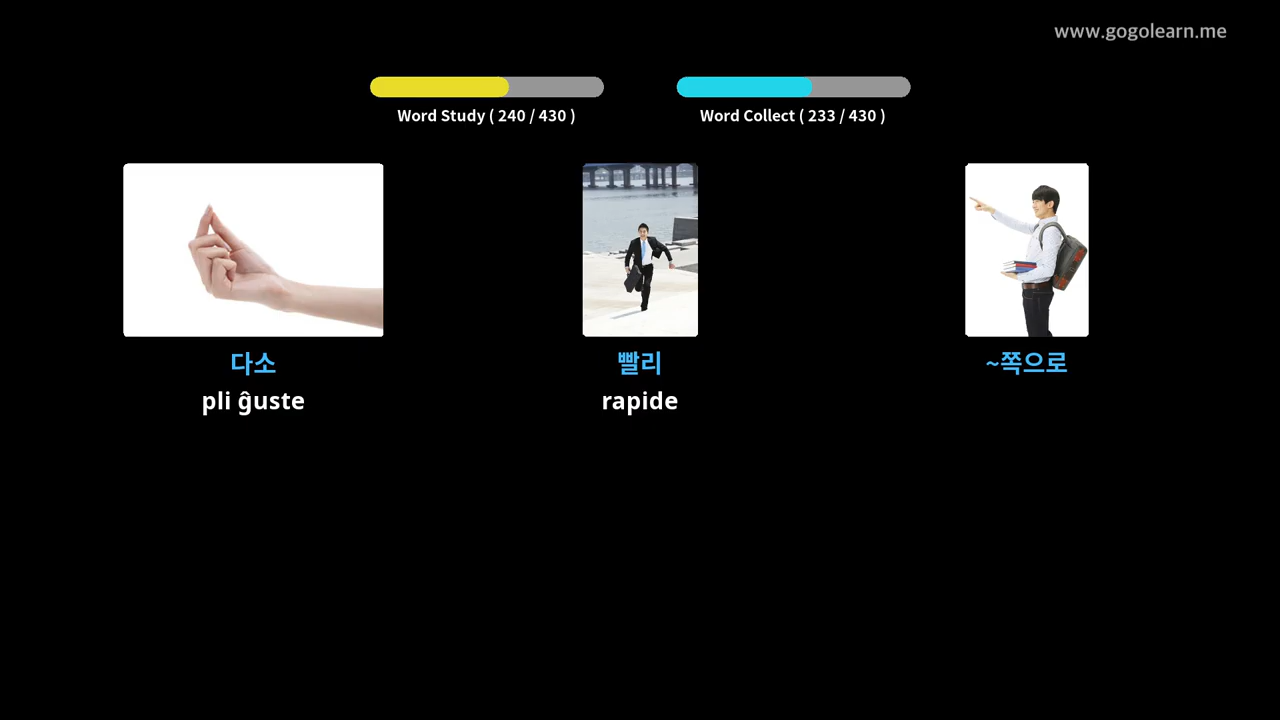 www.gogolearn.me
Word Study ( 240 / 430 )
Word Collect ( 233 / 430 )
다소
pli ĝuste
빨리
rapide
~쪽으로